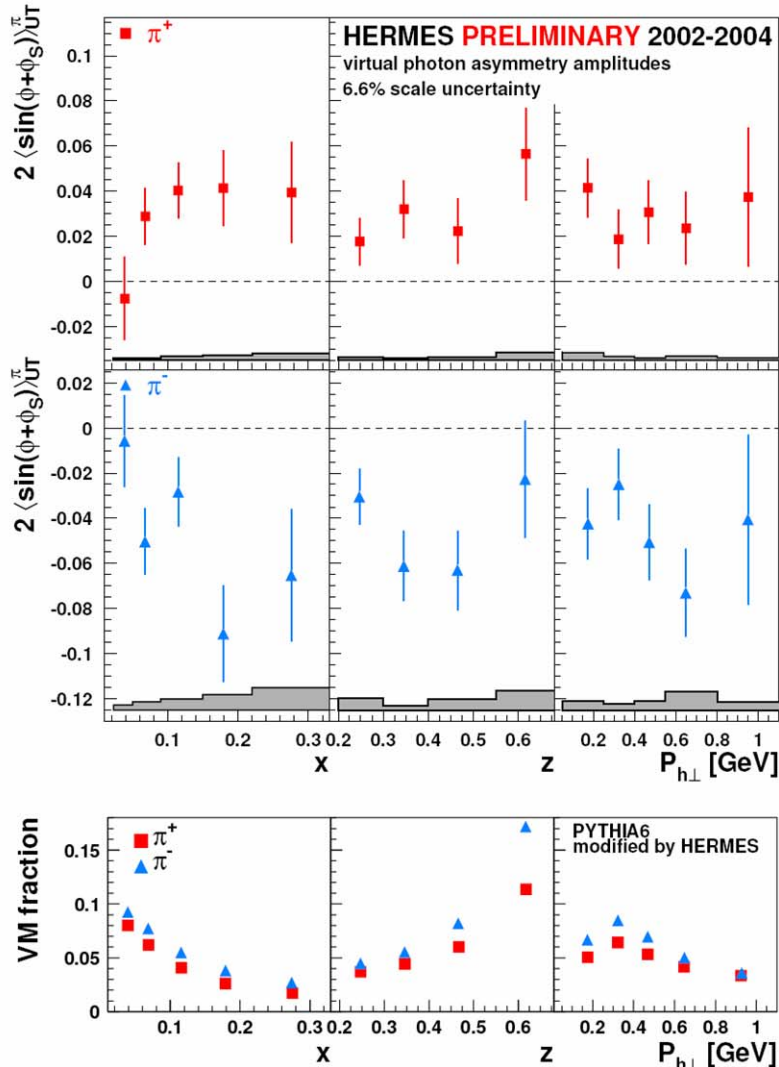 HERMES PRELIMINARY 2002-2004
virtual photon asymmetry amplitudes
6.6% scale uncertainty
2 ⟨sin(ϕ+ϕS)⟩πUT
π+
0.1
0.08
0.06
0.04
0.02
0
-0.02
2 ⟨sin(ϕ+ϕS)⟩πUT
π-
0.02
0
-0.02
-0.04
-0.06
-0.08
-0.1
-0.12
0.1 0.2 0.3 0.2 0.3 0.4 0.5 0.6 0.2 0.4 0.6 0.8 1
x z Ph⊥ [GeV]
VM fraction
π+
π-
PYTHIA6
modified by HERMES
0.15
0.1
0.05
0
0.1 0.2 0.3 0.2 0.3 0.4 0.5 0.6 0.2 0.4 0.6 0.8 1
x z Ph⊥ [GeV]